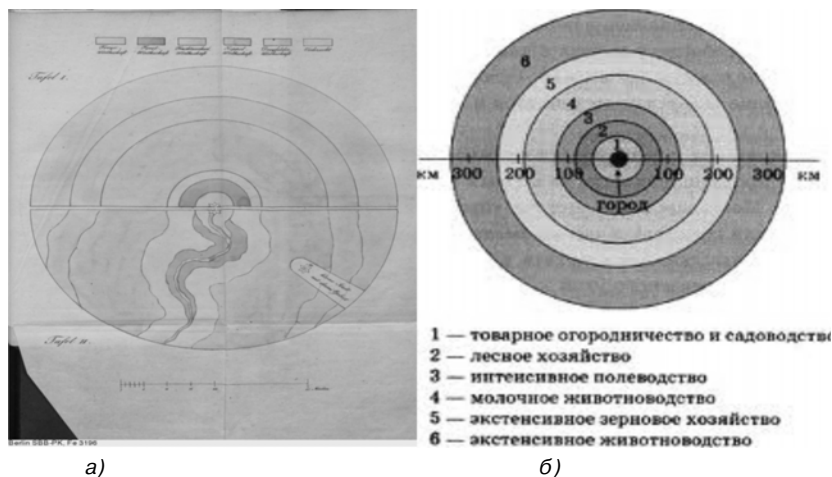 Tafel I.
Tafel II.
Berlin SBB-PK, Fe 3196
а)
6
5
4
3
2
1
км 300 200 100 100 200 300 км
город
1 — товарное огородничество и садоводство
2 — лесное хозяйство
3 — интенсивное полеводство
4 — молочное животноводство
5 — экстенсивное зерновое хозяйство
6 — экстенсивное животноводство
б)